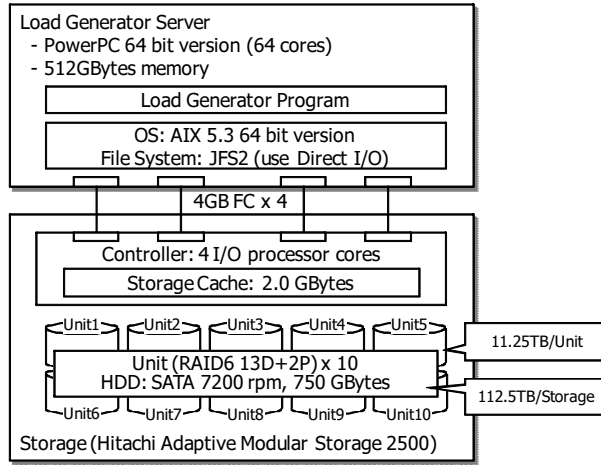 Load Generator Server
- PowerPC 64 bit version (64 cores)
- 512GBytes memory
Load Generator Program
OS: AIX 5.3 64 bit version
File System: JFS2 (use Direct I/O)
4GB FC x 4
Controller: 4 I/O processor cores
Storage Cache: 2.0 GBytes
Unit1 Unit2 Unit3 Unit4 Unit5
11.25TB/Unit
Unit (RAID6 13D+2P) x 10
HDD: SATA 7200 rpm, 750 GBytes
112.5TB/Storage
Unit6 Unit7 Unit8 Unit9 Unit10
Storage (Hitachi Adaptive Modular Storage 2500)